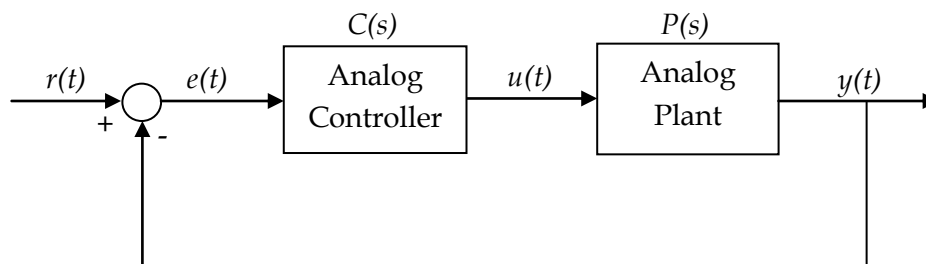 C(s)
P(s)
r(t)
e(t)
Analog
Controller
u(t)
Analog
Plant
y(t)
+
-